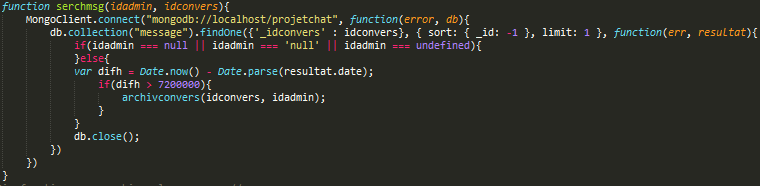 function serchmsg(idadmin, idconvers){
    MongoClient.connect("mongodb://localhost/projetchat", function(error, db){
        db.collection("message").findOne({'_idconvers' : idconvers}, { sort: { _id: -1 }, limit: 1 }, function(err, resultat){
            if(idadmin === null || idadmin === 'null' || idadmin === undefined){
            }else{
            var difh = Date.now() - Date.parse(resultat.date);
                if(difh > 7200000){
                    archivconvers(idconvers, idadmin);
                }
            }
            db.close();
        })
    })
}